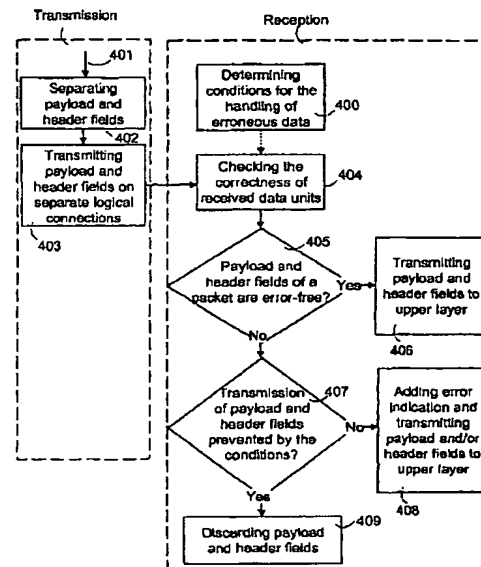 Transmission
401
Separating
payload and
header fields
402
Transmitting
payload and
header fields on
separate logical
connections
403
Reception
Determining
conditions for the
handling of
erroneous data
400
Checking the
correctness of
received data units
404
405
Payload and
header fields of a
packet are error-free?
Yes
Transmitting
payload and
header fields to
upper layer
406
No
407
Transmission
of payload and
header fields
prevented by the
conditions?
No
Adding error
indication and
transmitting
payload and/or
header fields to
upper layer
408
Yes
409
Discarding payload
and header fields